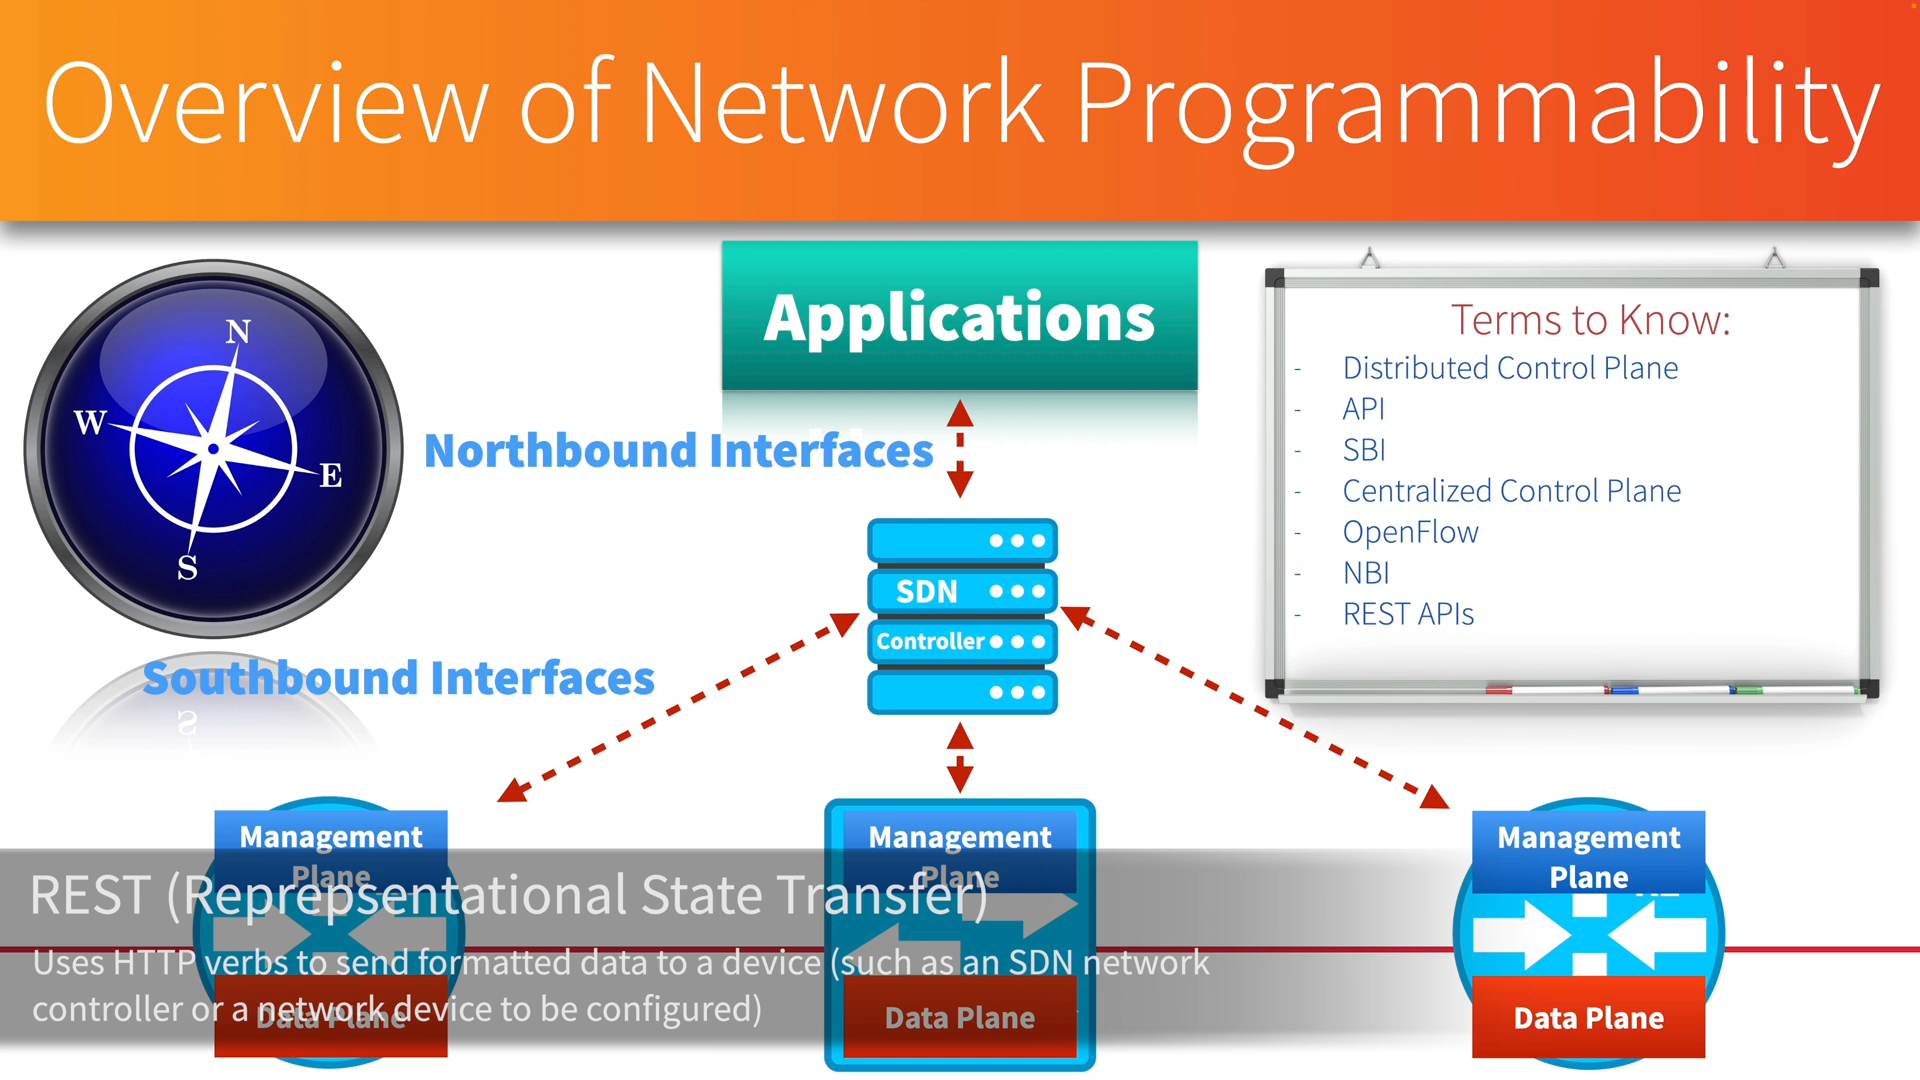 Overview of Network Programmability
N
W
E
S
Applications
Northbound Interfaces
Terms to Know:
- Distributed Control Plane
- API
- SBI
- Centralized Control Plane
- OpenFlow
- NBI
- REST APIs
SDN
Controller
Southbound Interfaces
S
Management
Plane
Management
Plane
Management
Plane
REST (Reprepsentational State Transfer)
Uses HTTP verbs to send formatted data to a device (such as an SDN network
controller or a network device to be configured)
Data Plane
Data Plane
Data Plane